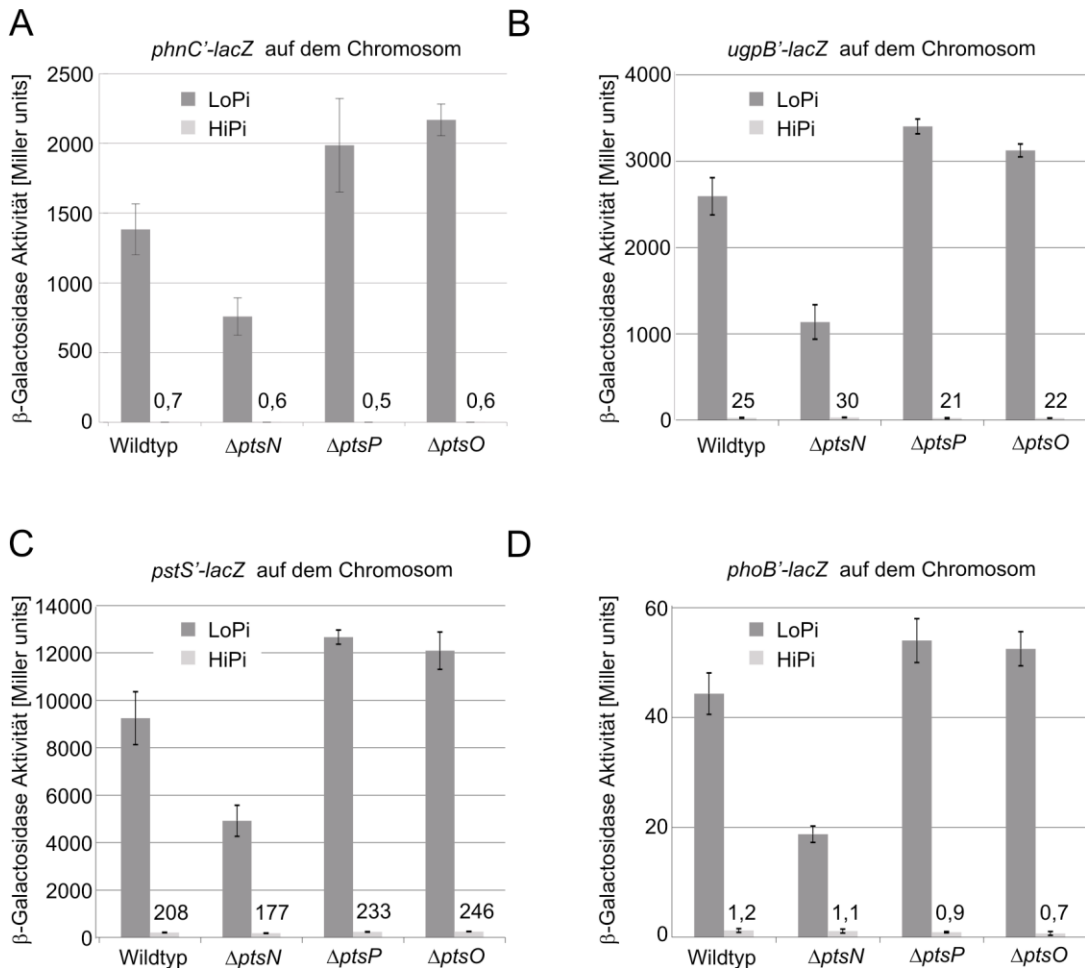 A
phnC’-lacZ auf dem Chromosom
β-Galactosidase Aktivität [Miller units]
2500
2000
1500
1000
500
0
LoPi
HiPi
0,7
0,6
0,5
0,6
Wildtyp
ΔptsN
ΔptsP
ΔptsO
B
ugpB’-lacZ auf dem Chromosom
β-Galactosidase Aktivität [Miller units]
4000
3000
2000
1000
0
LoPi
HiPi
25
30
21
22
Wildtyp
ΔptsN
ΔptsP
ΔptsO
C
pstS’-lacZ auf dem Chromosom
β-Galactosidase Aktivität [Miller units]
14000
12000
10000
8000
6000
4000
2000
0
LoPi
HiPi
208
177
233
246
Wildtyp
ΔptsN
ΔptsP
ΔptsO
D
phoB’-lacZ auf dem Chromosom
β-Galactosidase Aktivität [Miller units]
60
40
20
0
LoPi
HiPi
1,2
1,1
0,9
0,7
Wildtyp
ΔptsN
ΔptsP
ΔptsO